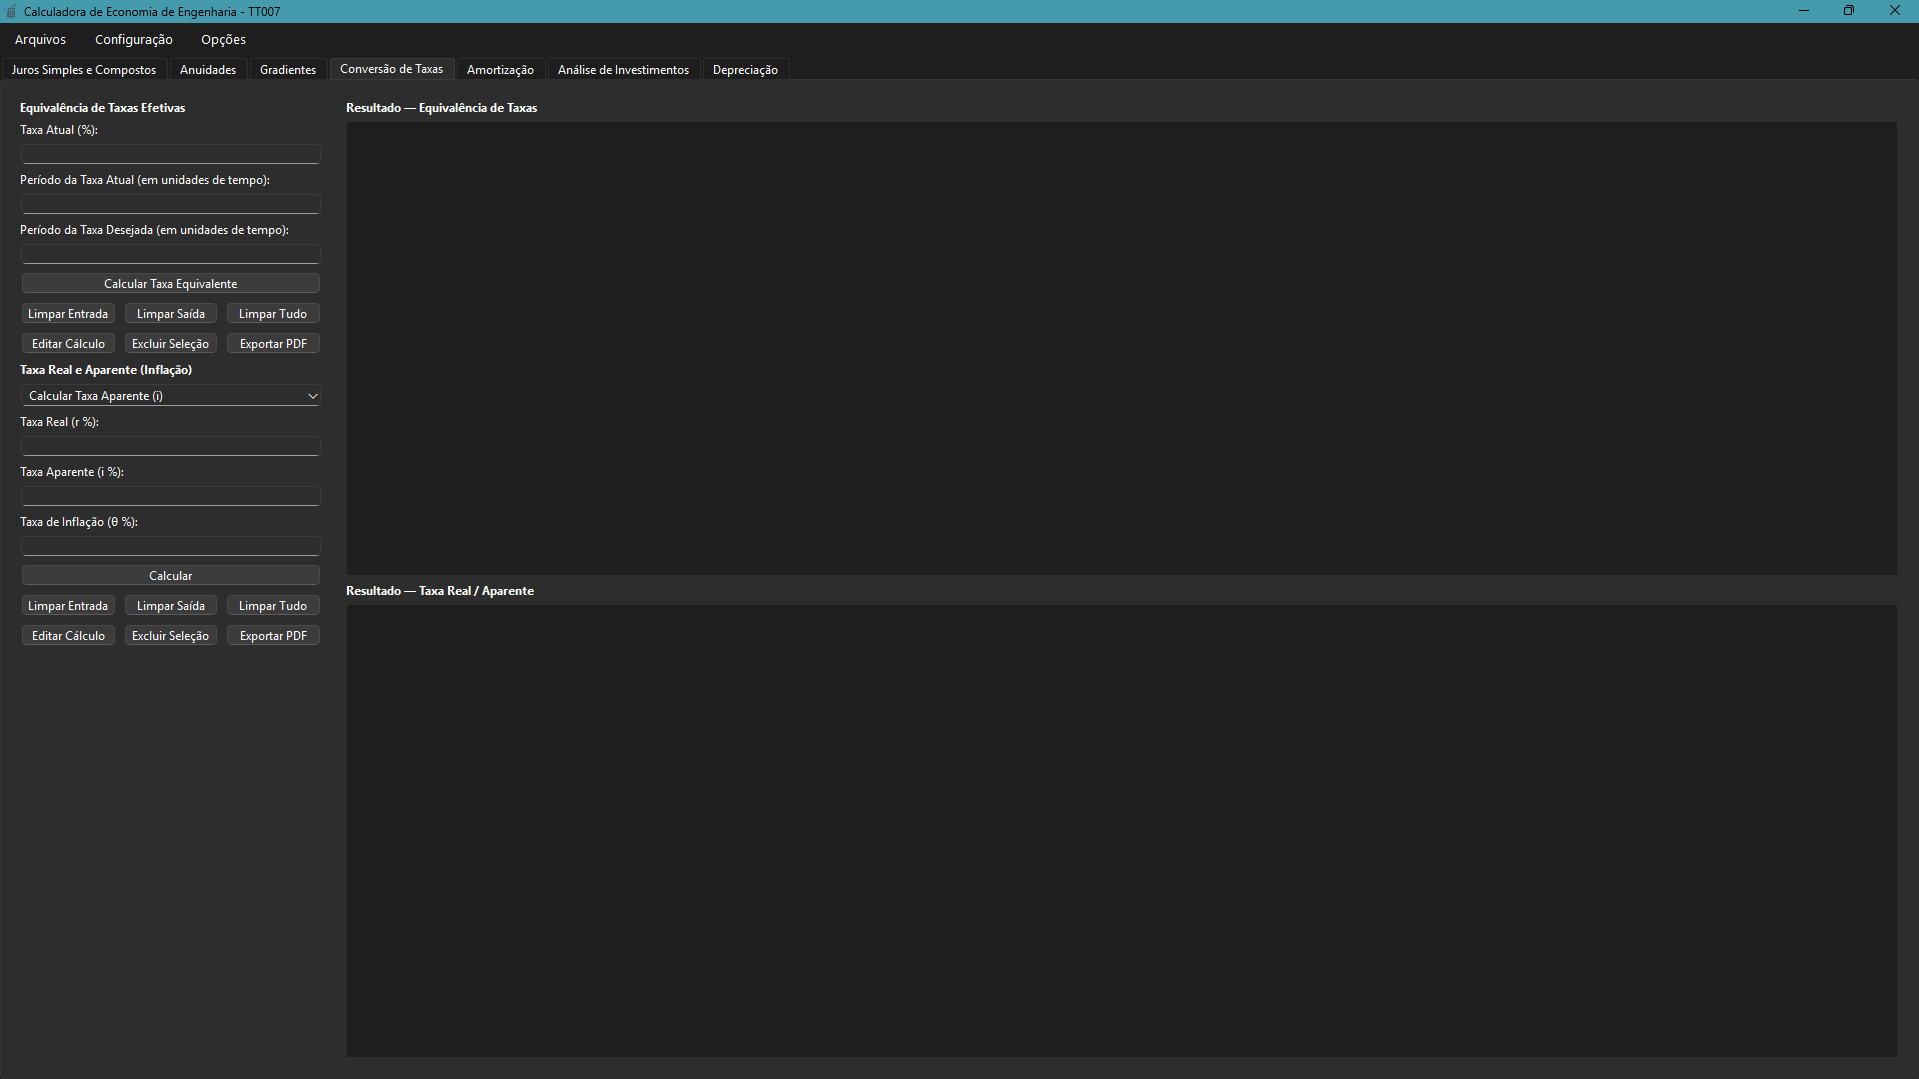 Calculadora de Economia de Engenharia - TT007
Arquivos Configuração Opções
Juros Simples e Compostos Anuidades Gradientes Conversão de Taxas Amortização Análise de Investimentos Depreciação
Equivalência de Taxas Efetivas
Taxa Atual (%):
Período da Taxa Atual (em unidades de tempo):
Período da Taxa Desejada (em unidades de tempo):
Calcular Taxa Equivalente
Limpar Entrada Limpar Saída Limpar Tudo
Editar Cálculo Excluir Seleção Exportar PDF
Taxa Real e Aparente (Inflação)
Calcular Taxa Aparente (i)
Taxa Real (r %):
Taxa Aparente (i %):
Taxa de Inflação (θ %):
Calcular
Limpar Entrada Limpar Saída Limpar Tudo
Editar Cálculo Excluir Seleção Exportar PDF
Resultado — Equivalência de Taxas
Resultado — Taxa Real / Aparente